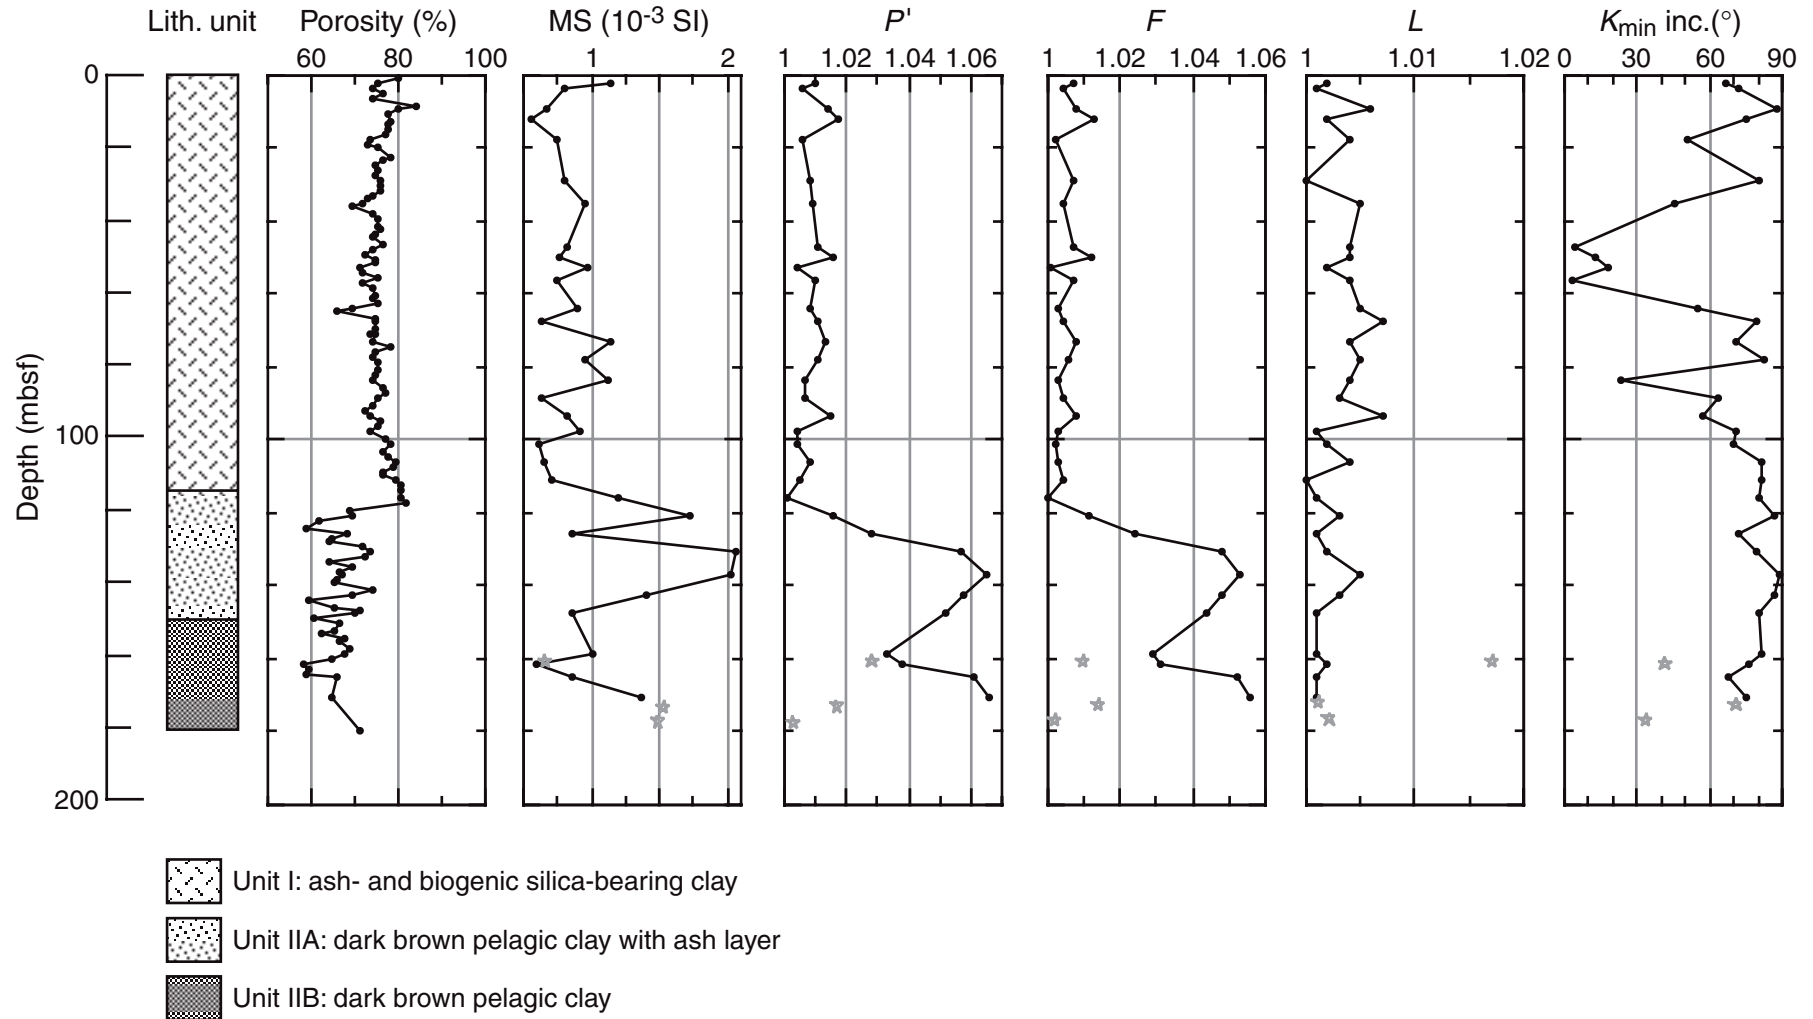 Lith. unit Porosity (%) MS (10-3 SI) P' F L Kmin inc.(°)
60 80 100 1 2 1 1.02 1.04 1.06 1 1.02 1.04 1.06 1 1.01 1.02 0 30 60 90
0
Depth (mbsf)
100
200
Unit I: ash- and biogenic silica-bearing clay
Unit IIA: dark brown pelagic clay with ash layer
Unit IIB: dark brown pelagic clay